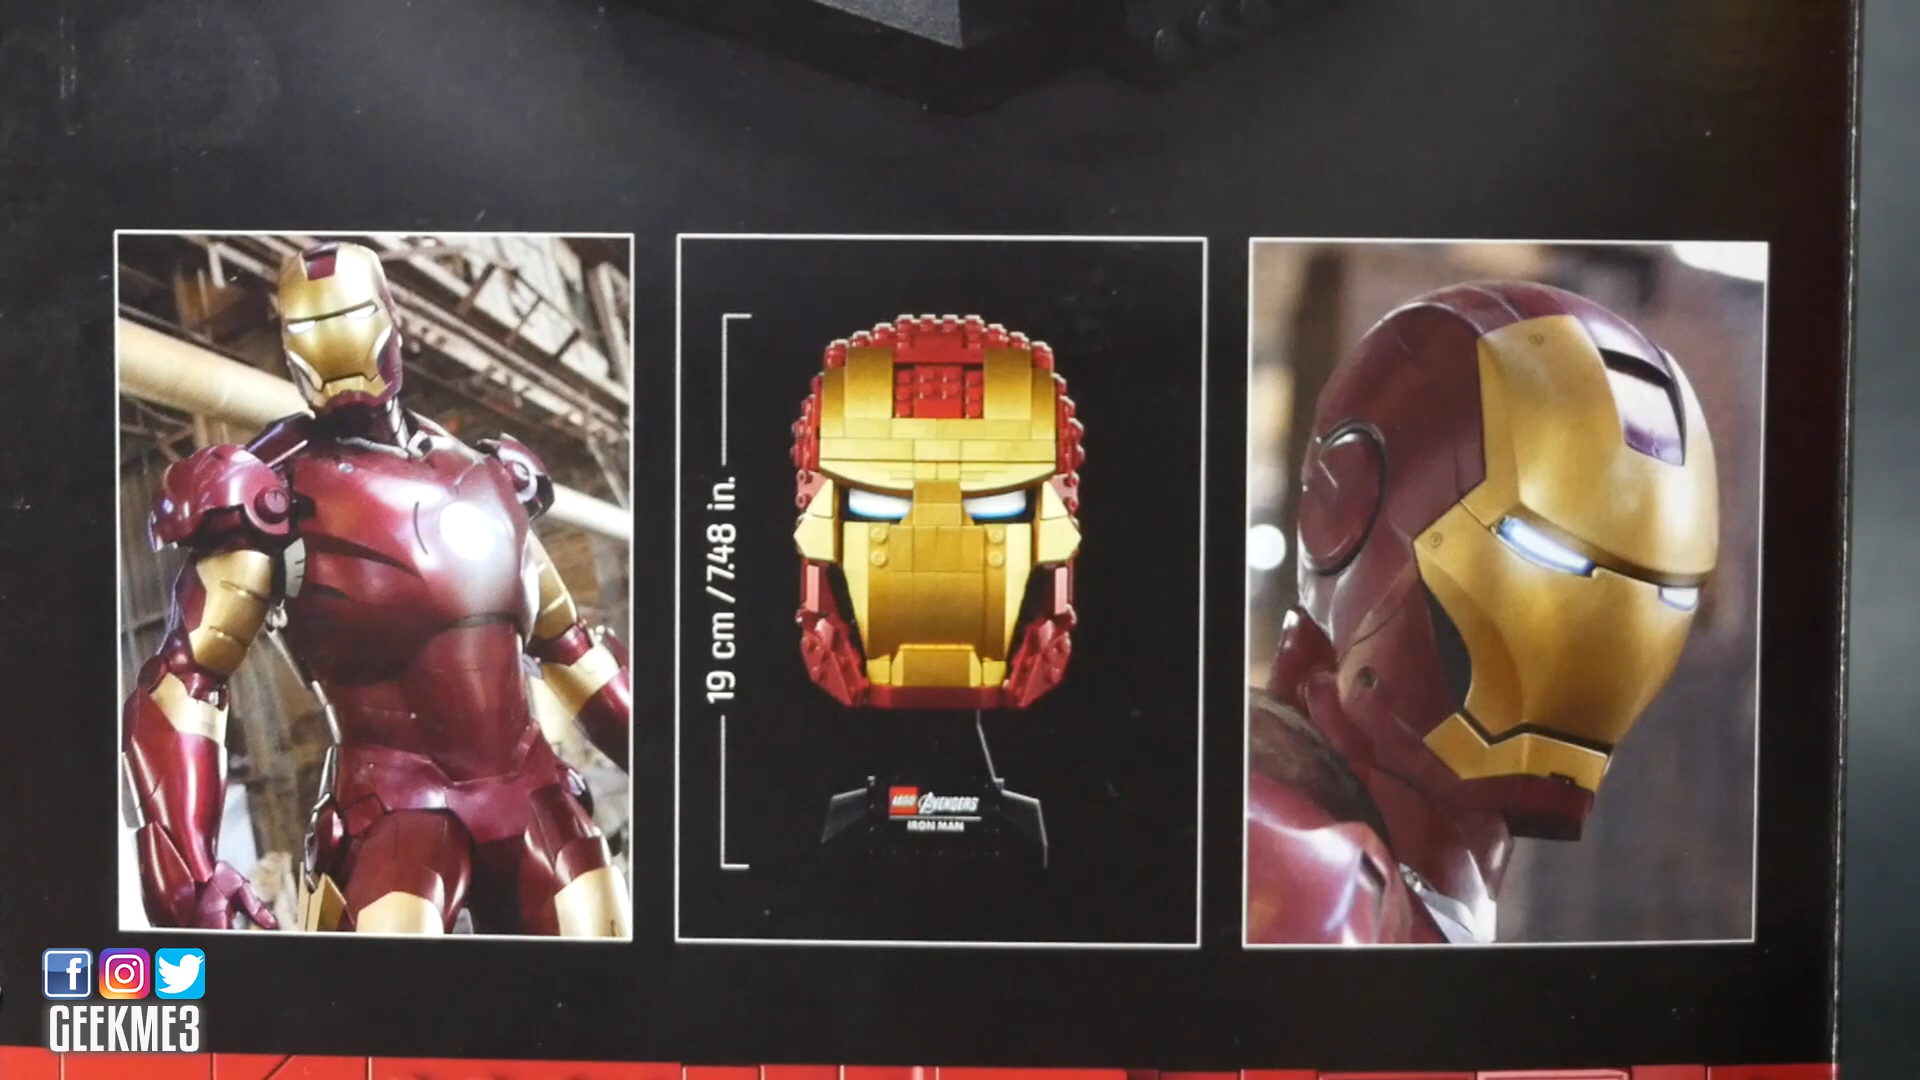 19 cm / 7.48 in.
LEGO AVENGERS
IRON MAN
GEEKME3